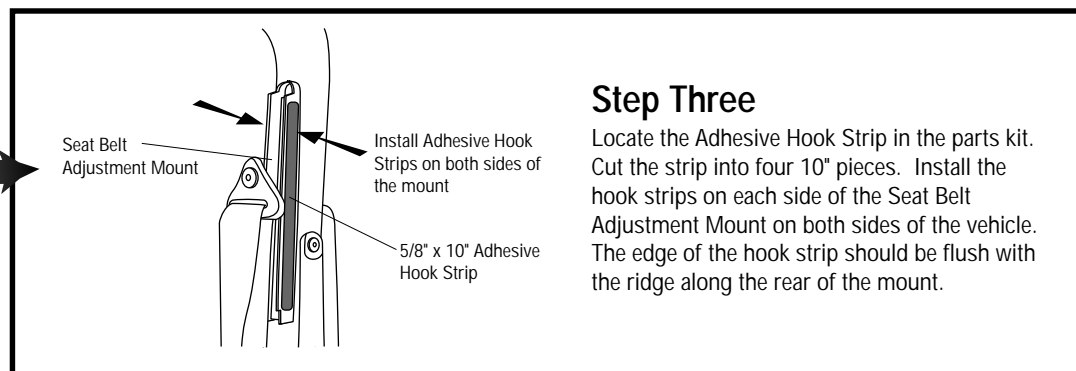 Seat Belt
Adjustment Mount
Install Adhesive Hook
Strips on both sides of
the mount
5/8" x 10" Adhesive
Hook Strip
Step Three
Locate the Adhesive Hook Strip in the parts kit.
Cut the strip into four 10" pieces.  Install the
hook strips on each side of the Seat Belt
Adjustment Mount on both sides of the vehicle.
The edge of the hook strip should be flush with
the ridge along the rear of the mount.